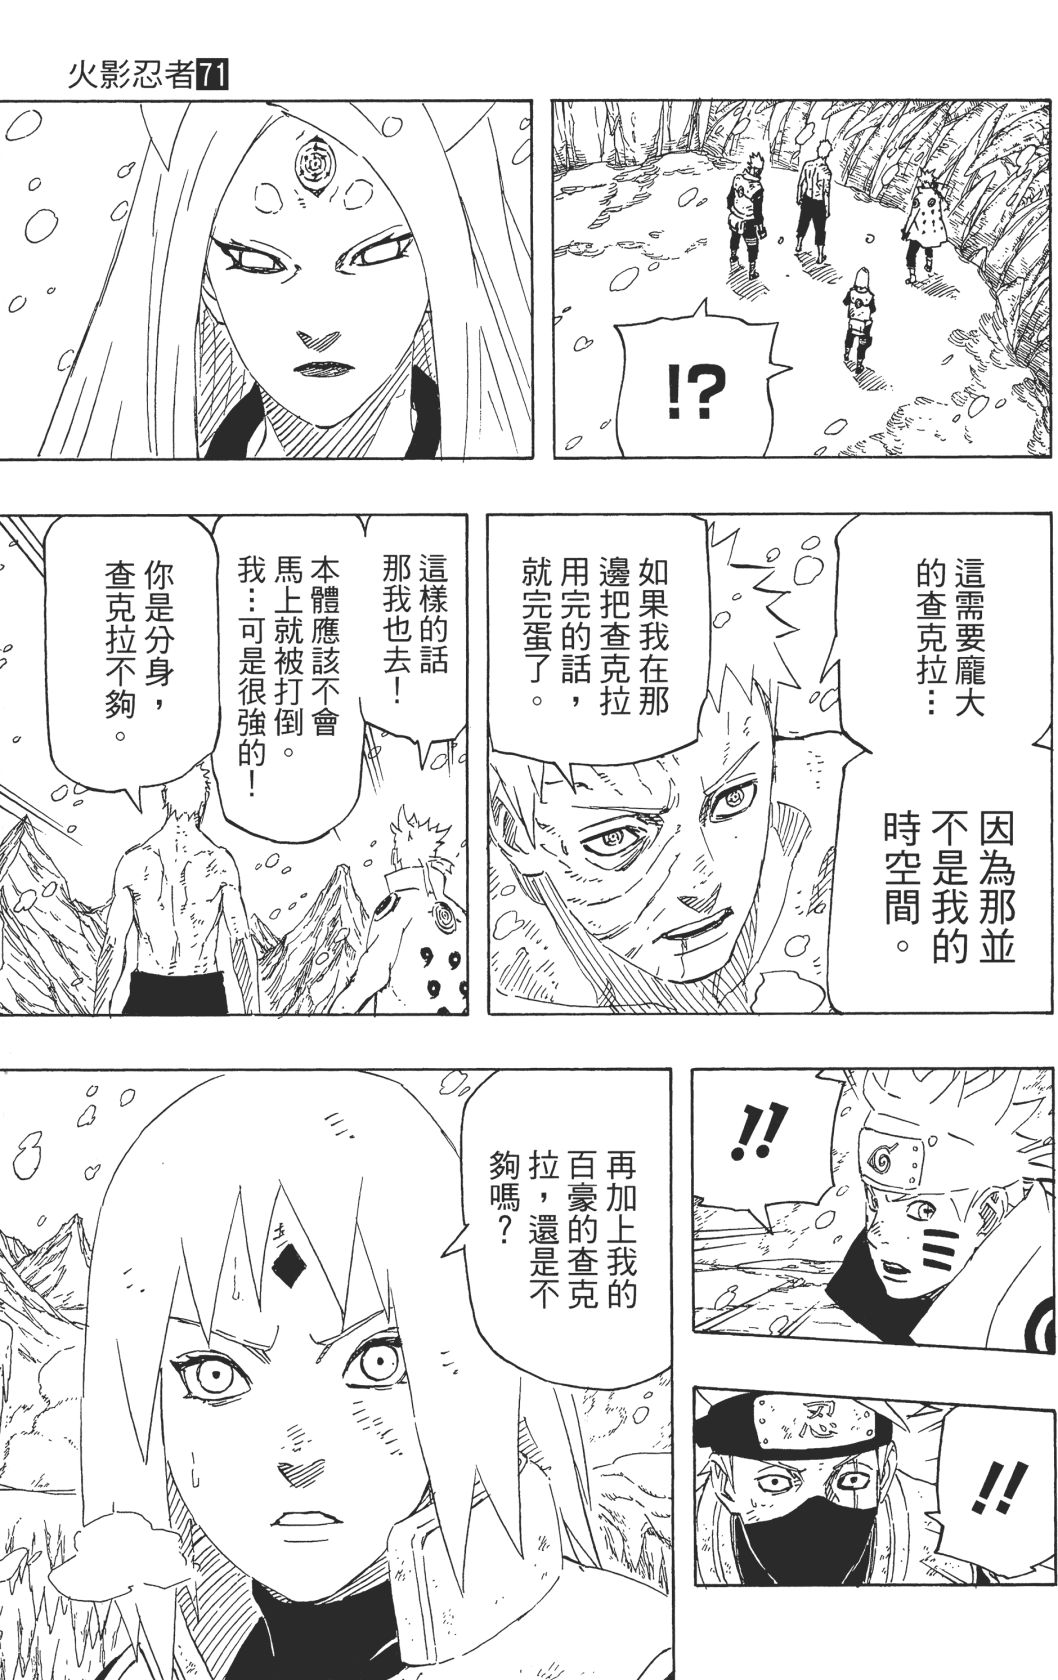 火影忍者71
!?
這需要龐大
的查克拉…
因為那並
不是我的
時空間。
如果我在那
邊把查克拉
用完的話，
就完蛋了。
這樣的話
那我也去！
本體應該不會
馬上就被打倒。
我…可是很強的！
你是分身，
查克拉不夠。
!!
!!
忍
再加上我的
百豪的查克
拉，還是不
夠嗎？